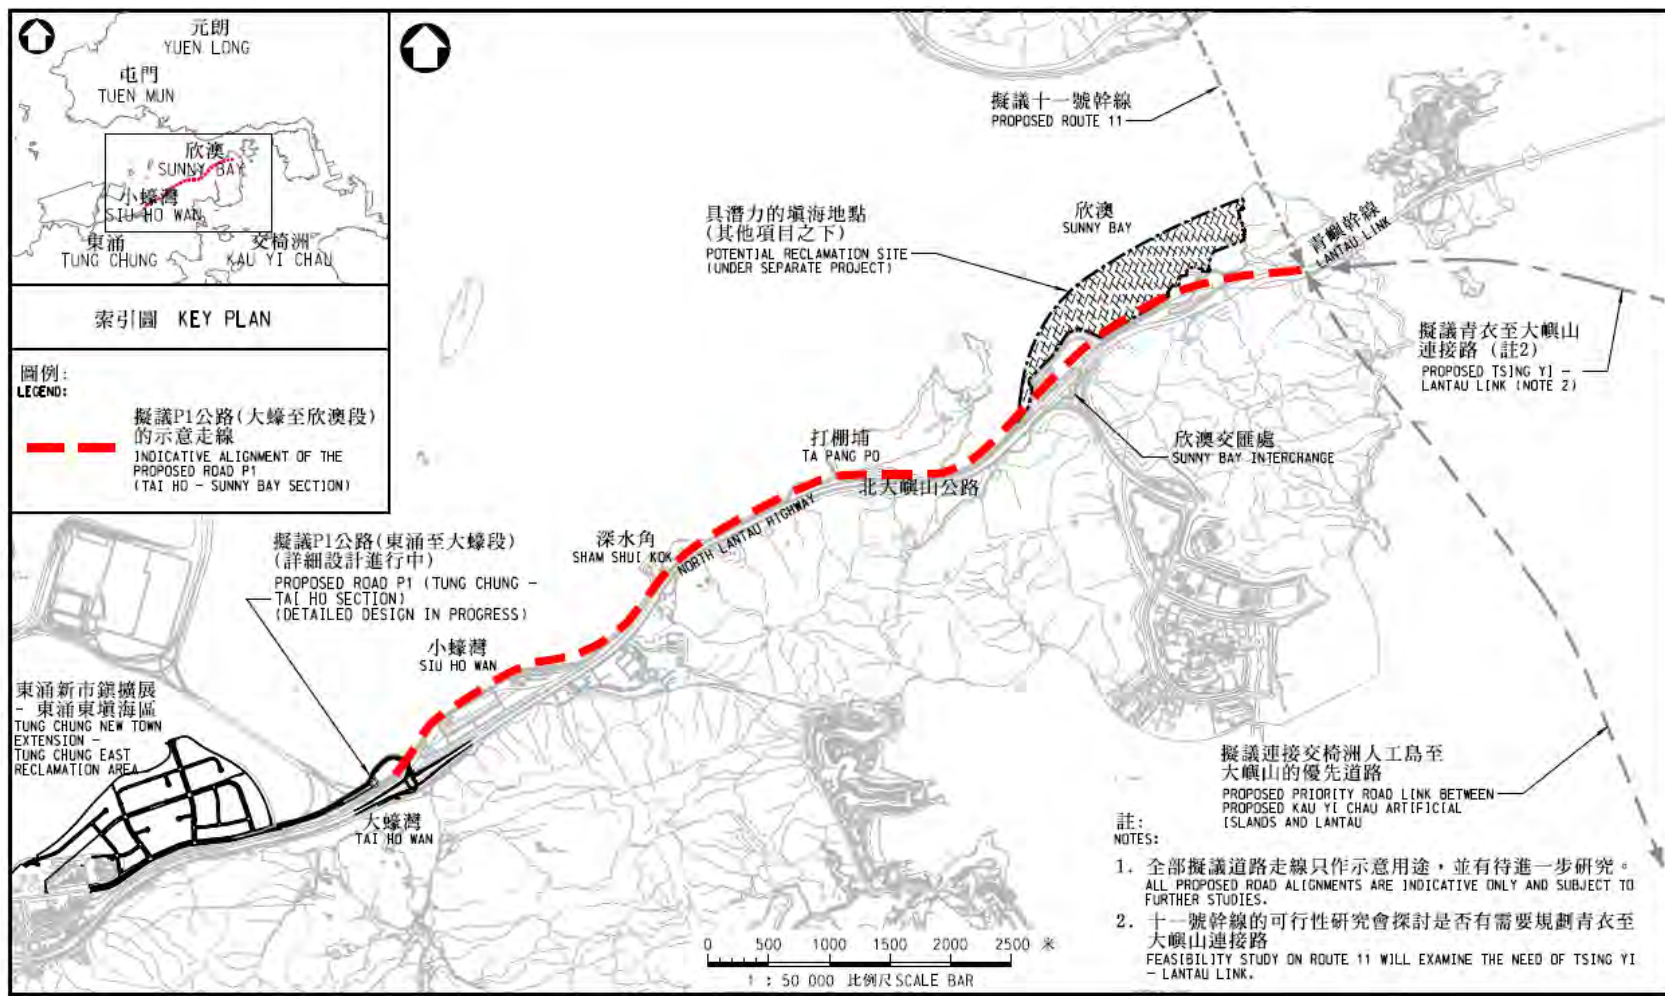 元朗
YUEN LONG
屯門
TUEN MUN
欣澳
SUNNY BAY
小蠔灣
SIU HO WAN
東涌
TUNG CHUNG
交椅洲
KAU YI CHAU
索引圖 KEY PLAN
圖例:
LEGEND:
擬議P1公路(大蠔至欣澳段)
的示意走線
INDICATIVE ALIGNMENT OF THE
PROPOSED ROAD P1
(TAI HO - SUNNY BAY SECTION)
擬議十一號幹線
PROPOSED ROUTE 11
具潛力的填海地點
(其他項目之下)
POTENTIAL RECLAMATION SITE
(UNDER SEPARATE PROJECT)
欣澳
SUNNY BAY
青嶼幹線
LANTAU LINK
擬議青衣至大嶼山
連接路 (註2)
PROPOSED TSING YI -
LANTAU LINK (NOTE 2)
欣澳交匯處
SUNNY BAY INTERCHANGE
打棚埔
TA PANG PO
北大嶼山公路
NORTH LANTAU HIGHWAY
深水角
SHAM SHUI KOK
擬議P1公路(東涌至大蠔段)
(詳細設計進行中)
PROPOSED ROAD P1 (TUNG CHUNG -
TAI HO SECTION)
(DETAILED DESIGN IN PROGRESS)
小蠔灣
SIU HO WAN
東涌新市鎮擴展
- 東涌東填海區
TUNG CHUNG NEW TOWN
EXTENSION -
TUNG CHUNG EAST
RECLAMATION AREA
大蠔灣
TAI HO WAN
擬議連接交椅洲人工島至
大嶼山的優先道路
PROPOSED PRIORITY ROAD LINK BETWEEN
PROPOSED KAU YI CHAU ARTIFICIAL
ISLANDS AND LANTAU
註:
NOTES:
1. 全部擬議道路走線只作示意用途，並有待進一步研究。
ALL PROPOSED ROAD ALIGNMENTS ARE INDICATIVE ONLY AND SUBJECT TO
FURTHER STUDIES.
2. 十一號幹線的可行性研究會探討是否有需要規劃青衣至
大嶼山連接路
FEASIBILITY STUDY ON ROUTE 11 WILL EXAMINE THE NEED OF TSING YI
- LANTAU LINK.
0 500 1000 1500 2000 2500 米
1 : 50 000 比例尺 SCALE BAR